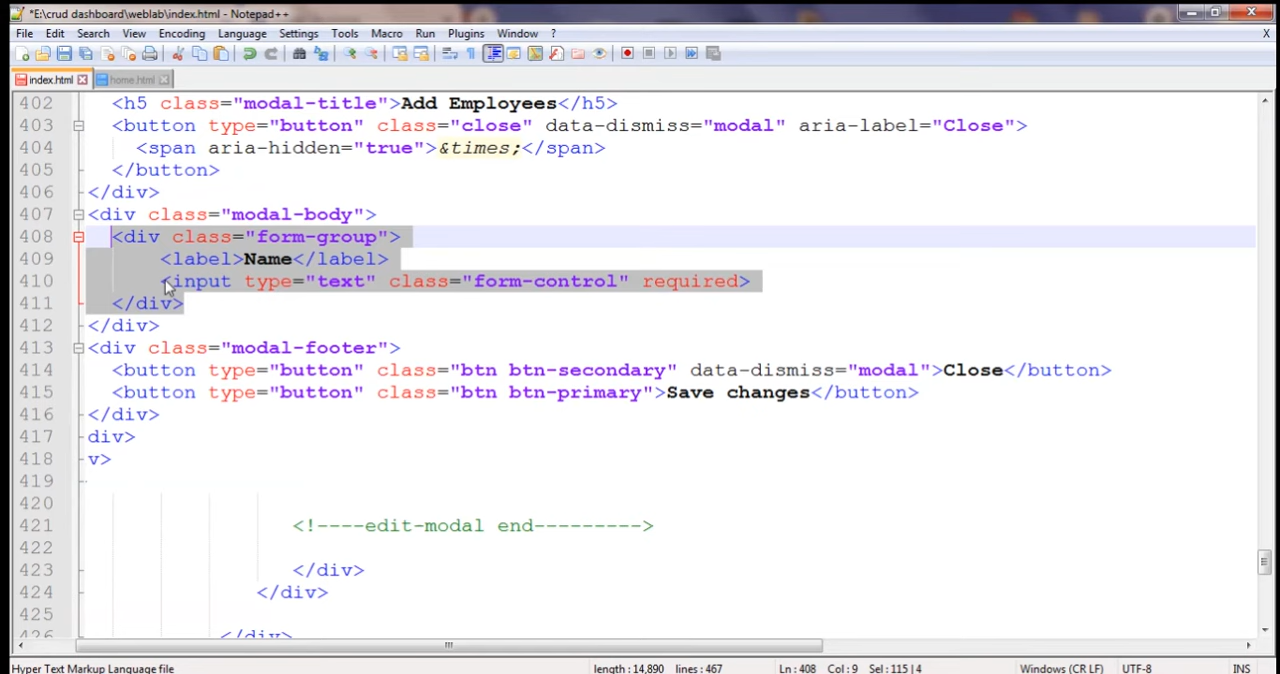 *E:\crud dashboard\weblab\index.html - Notepad++
File Edit Search View Encoding Language Settings Tools Macro Run Plugins Window ? X
index.html home.html
402 <h5 class="modal-title">Add Employees</h5>
403 <button type="button" class="close" data-dismiss="modal" aria-label="Close">
404 <span aria-hidden="true">&times;</span>
405 </button>
406 </div>
407 <div class="modal-body">
408 <div class="form-group">
409 <label>Name</label>
410 <input type="text" class="form-control" required>
411 </div>
412 </div>
413 <div class="modal-footer">
414 <button type="button" class="btn btn-secondary" data-dismiss="modal">Close</button>
415 <button type="button" class="btn btn-primary">Save changes</button>
416 </div>
417 div>
418 v>
419
420
421 <!----edit-modal end--------->
422
423 </div>
424 </div>
425
426 </div>
Hyper Text Markup Language file length : 14,890 lines : 467 Ln : 408 Col : 9 Sel : 115 | 4 Windows (CR LF) UTF-8 INS